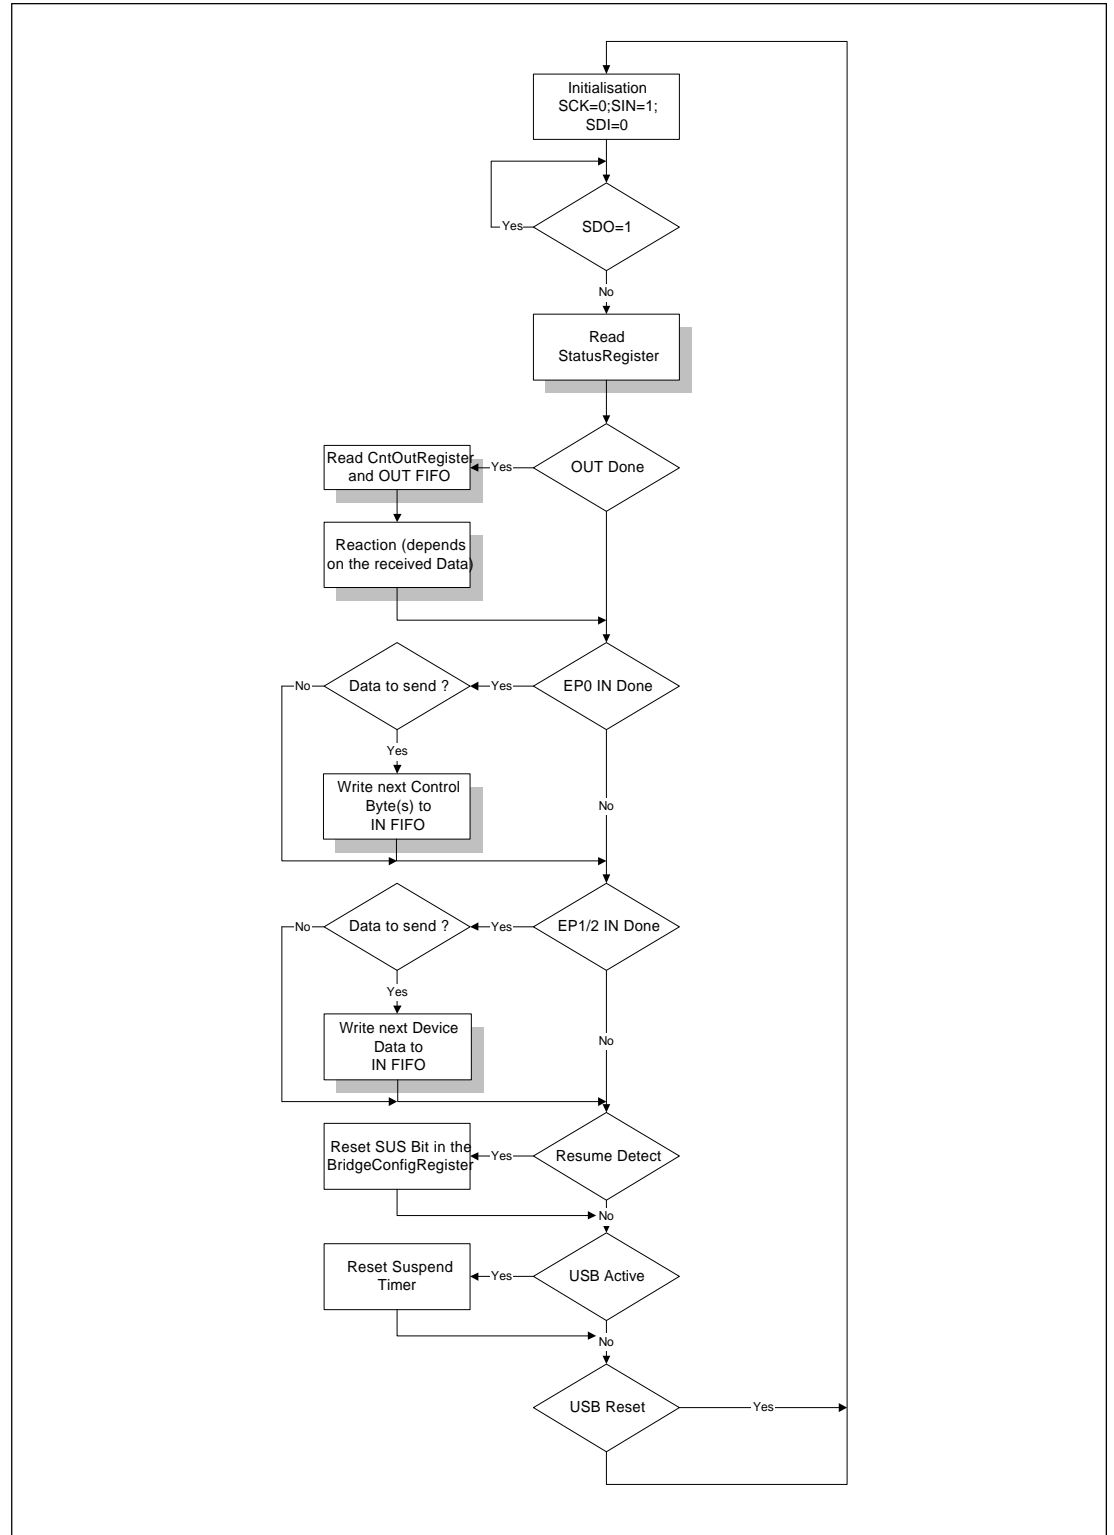 Initialisation
SCK=0;SIN=1;
SDI=0
Yes
SDO=1
No
Read
StatusRegister
Read CntOutRegister
and OUT FIFO
Yes
OUT Done
Reaction (depends
on the received Data)
No
Data to send ?
Yes
EP0 IN Done
Yes
Write next Control
Byte(s) to
IN FIFO
No
No
Data to send ?
Yes
EP1/2 IN Done
Yes
Write next Device
Data to
IN FIFO
No
Reset SUS Bit in the
BridgeConfigRegister
Yes
Resume Detect
No
Reset Suspend
Timer
Yes
USB Active
No
USB Reset
Yes